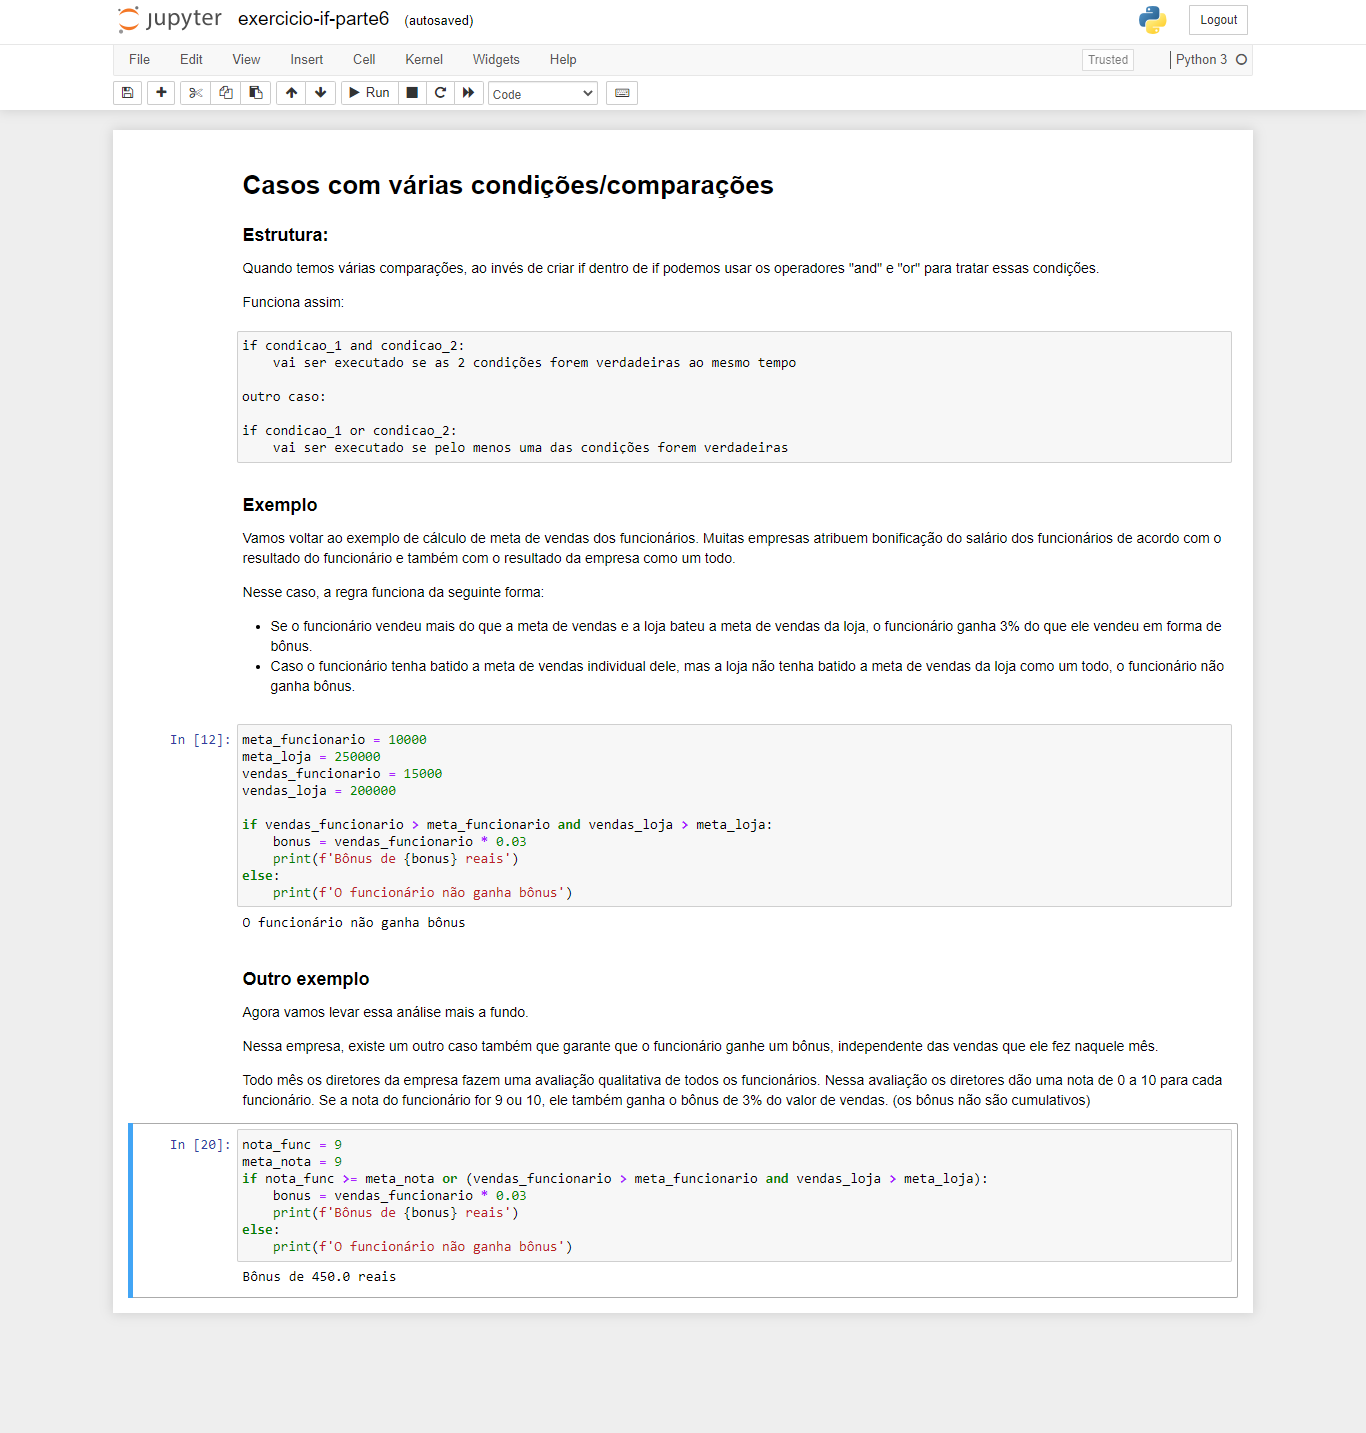 jupyter exercicio-if-parte6 (autosaved) Logout
File Edit View Insert Cell Kernel Widgets Help Trusted Python 3
Run Code
Casos com várias condições/comparações
Estrutura:
Quando temos várias comparações, ao invés de criar if dentro de if podemos usar os operadores "and" e "or" para tratar essas condições.
Funciona assim:
if condicao_1 and condicao_2:
    vai ser executado se as 2 condições forem verdadeiras ao mesmo tempo
outro caso:
if condicao_1 or condicao_2:
    vai ser executado se pelo menos uma das condições forem verdadeiras
Exemplo
Vamos voltar ao exemplo de cálculo de meta de vendas dos funcionários. Muitas empresas atribuem bonificação do salário dos funcionários de acordo com o
resultado do funcionário e também com o resultado da empresa como um todo.
Nesse caso, a regra funciona da seguinte forma:
• Se o funcionário vendeu mais do que a meta de vendas e a loja bateu a meta de vendas da loja, o funcionário ganha 3% do que ele vendeu em forma de
bônus.
• Caso o funcionário tenha batido a meta de vendas individual dele, mas a loja não tenha batido a meta de vendas da loja como um todo, o funcionário não
ganha bônus.
In [12]: meta_funcionario = 10000
meta_loja = 250000
vendas_funcionario = 15000
vendas_loja = 200000
if vendas_funcionario > meta_funcionario and vendas_loja > meta_loja:
    bonus = vendas_funcionario * 0.03
    print(f'Bônus de {bonus} reais')
else:
    print(f'O funcionário não ganha bônus')
O funcionário não ganha bônus
Outro exemplo
Agora vamos levar essa análise mais a fundo.
Nessa empresa, existe um outro caso também que garante que o funcionário ganhe um bônus, independente das vendas que ele fez naquele mês.
Todo mês os diretores da empresa fazem uma avaliação qualitativa de todos os funcionários. Nessa avaliação os diretores dão uma nota de 0 a 10 para cada
funcionário. Se a nota do funcionário for 9 ou 10, ele também ganha o bônus de 3% do valor de vendas. (os bônus não são cumulativos)
In [20]: nota_func = 9
meta_nota = 9
if nota_func >= meta_nota or (vendas_funcionario > meta_funcionario and vendas_loja > meta_loja):
    bonus = vendas_funcionario * 0.03
    print(f'Bônus de {bonus} reais')
else:
    print(f'O funcionário não ganha bônus')
Bônus de 450.0 reais